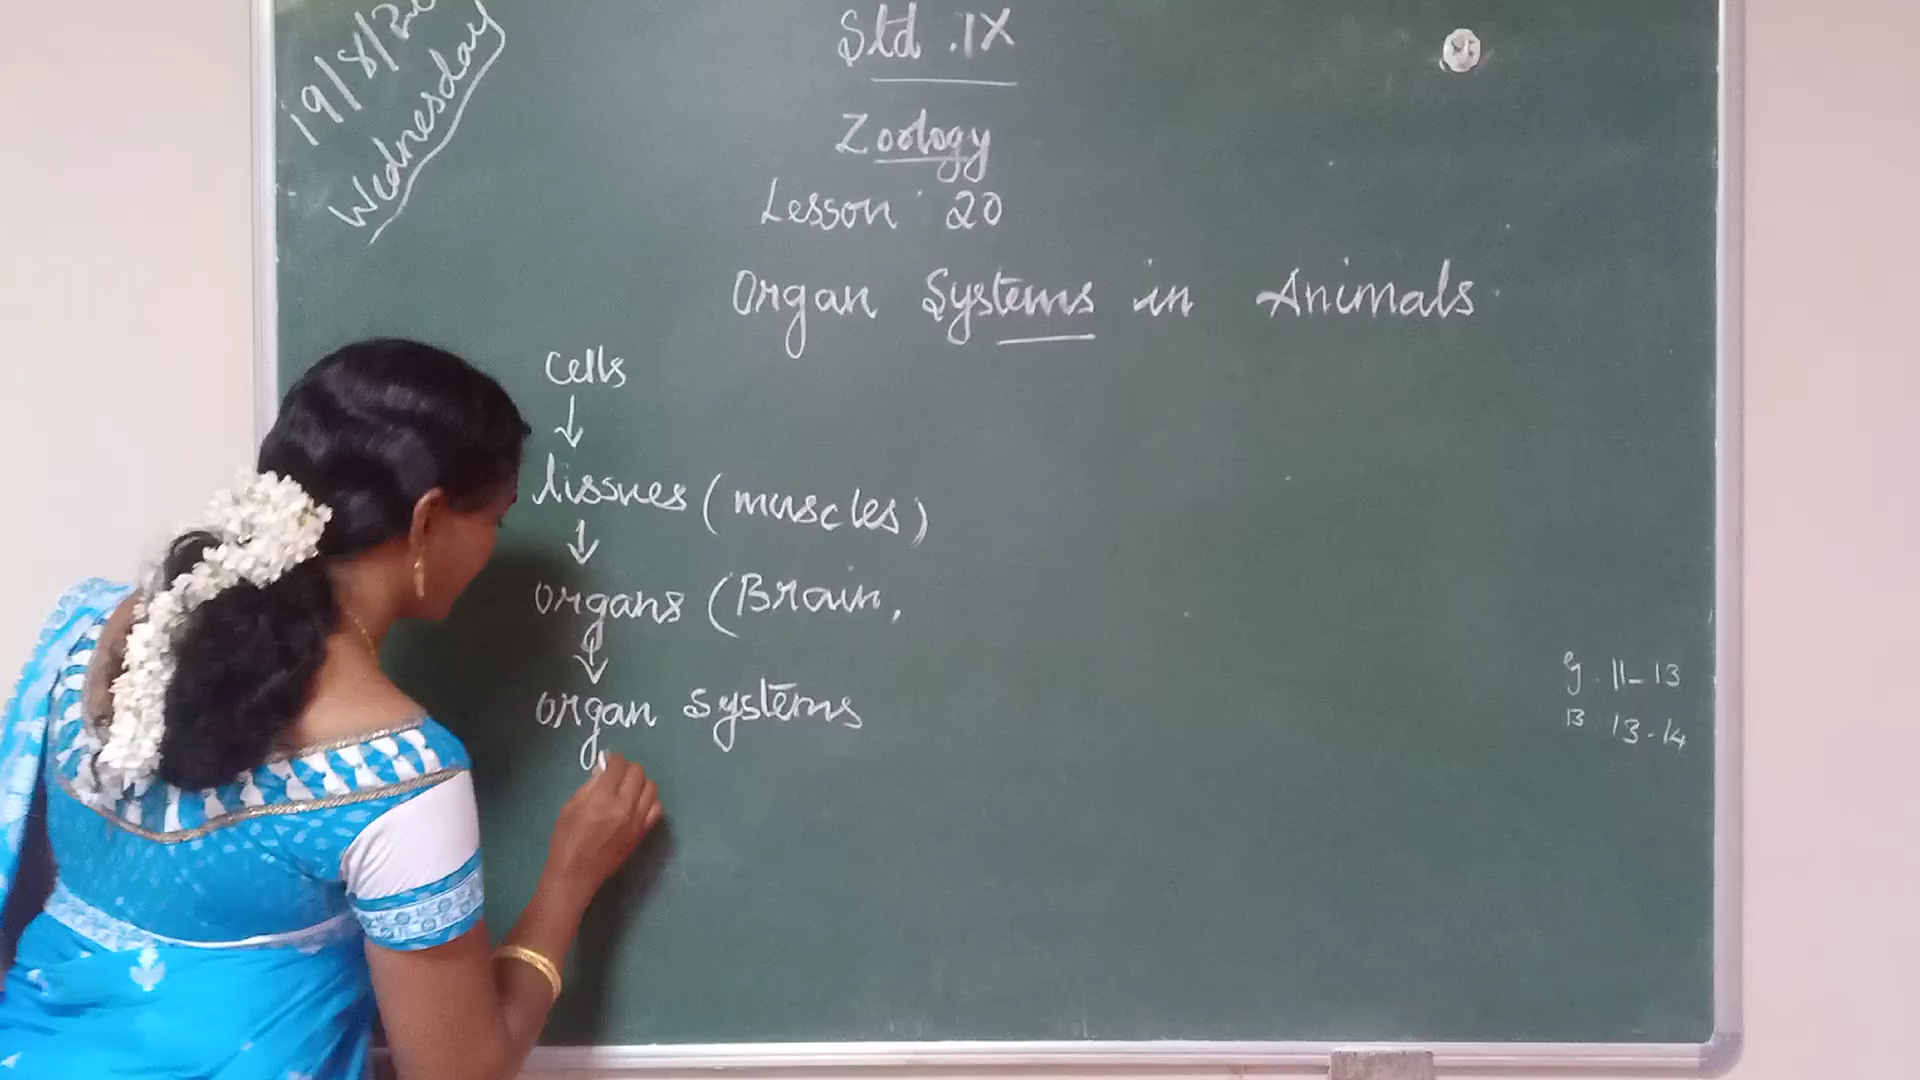 19/8/20
Wednesday
Std. IX
Zoology
Lesson 20
Organ Systems in Animals
cells
↓
tissues (muscles)
↓
organs (Brain,
↓
organ systems
g. 11-13
B 13-14